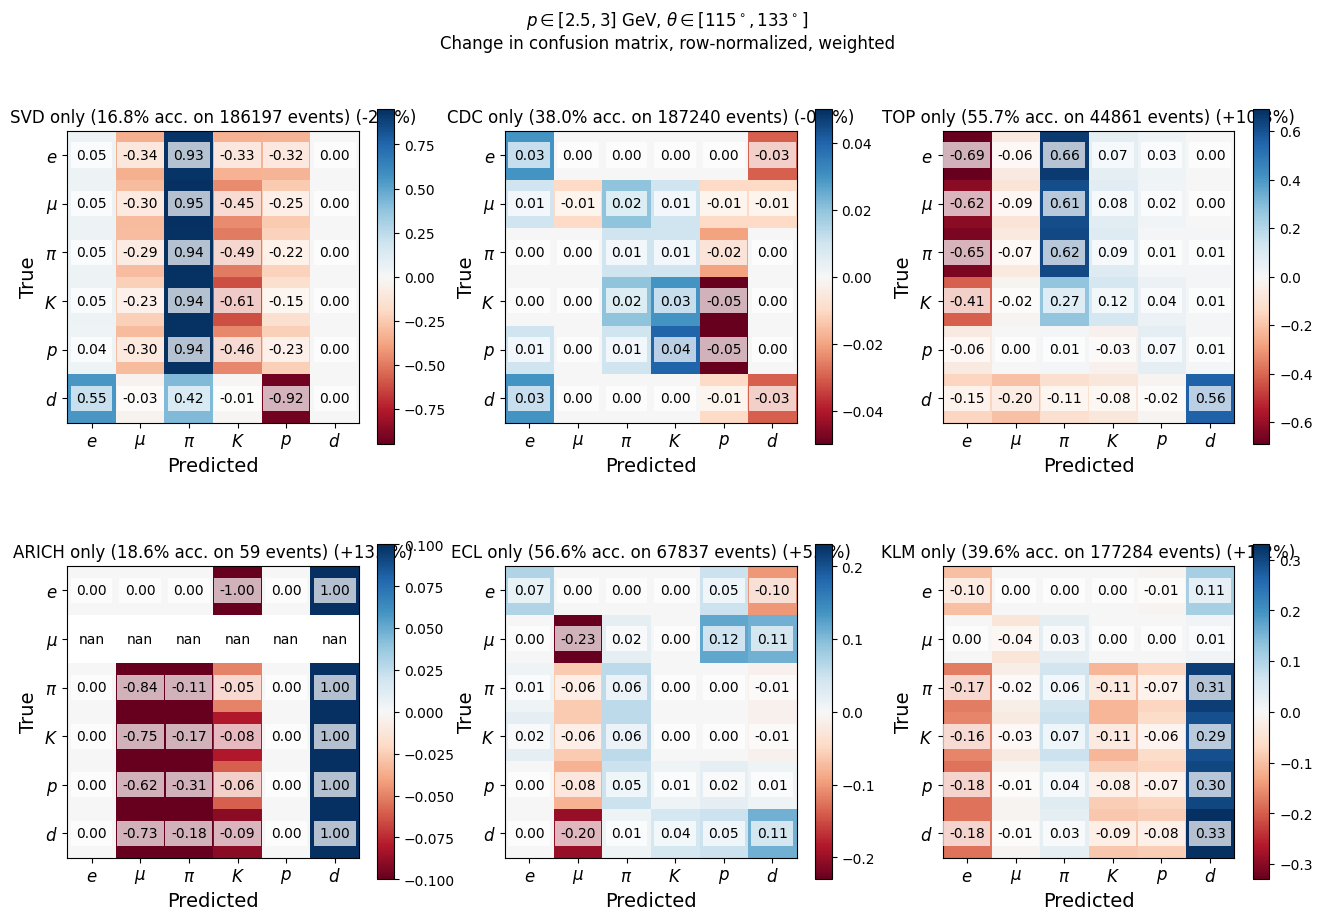 p ∈ [2.5, 3] GeV, θ ∈ [115°, 133°]
Change in confusion matrix, row-normalized, weighted
SVD only (16.8% acc. on 186197 events) (-2 %)
e 0.05 -0.34 0.93 -0.33 -0.32 0.00
μ 0.05 -0.30 0.95 -0.45 -0.25 0.00
π 0.05 -0.29 0.94 -0.49 -0.22 0.00
K 0.05 -0.23 0.94 -0.61 -0.15 0.00
p 0.04 -0.30 0.94 -0.46 -0.23 0.00
d 0.55 -0.03 0.42 -0.01 -0.92 0.00
e μ π K p d
True
Predicted
0.75
0.50
0.25
0.00
−0.25
−0.50
−0.75
CDC only (38.0% acc. on 187240 events) (-0 %)
e 0.03 0.00 0.00 0.00 0.00 -0.03
μ 0.01 -0.01 0.02 0.01 -0.01 -0.01
π 0.00 0.00 0.01 0.01 -0.02 0.00
K 0.00 0.00 0.02 0.03 -0.05 0.00
p 0.01 0.00 0.01 0.04 -0.05 0.00
d 0.03 0.00 0.00 0.00 -0.01 -0.03
e μ π K p d
True
Predicted
0.04
0.02
0.00
−0.02
−0.04
TOP only (55.7% acc. on 44861 events) (+10 %)
e -0.69 -0.06 0.66 0.07 0.03 0.00
μ -0.62 -0.09 0.61 0.08 0.02 0.00
π -0.65 -0.07 0.62 0.09 0.01 0.01
K -0.41 -0.02 0.27 0.12 0.04 0.01
p -0.06 0.00 0.01 -0.03 0.07 0.01
d -0.15 -0.20 -0.11 -0.08 -0.02 0.56
e μ π K p d
True
Predicted
0.6
0.4
0.2
0.0
−0.2
−0.4
−0.6
ARICH only (18.6% acc. on 59 events) (+13 %)
e 0.00 0.00 0.00 -1.00 0.00 1.00
μ nan nan nan nan nan nan
π 0.00 -0.84 -0.11 -0.05 0.00 1.00
K 0.00 -0.75 -0.17 -0.08 0.00 1.00
p 0.00 -0.62 -0.31 -0.06 0.00 1.00
d 0.00 -0.73 -0.18 -0.09 0.00 1.00
e μ π K p d
True
Predicted
0.100
0.075
0.050
0.025
0.000
−0.025
−0.050
−0.075
−0.100
ECL only (56.6% acc. on 67837 events) (+5 %)
e 0.07 0.00 0.00 0.00 0.05 -0.10
μ 0.00 -0.23 0.02 0.00 0.12 0.11
π 0.01 -0.06 0.06 0.00 0.00 -0.01
K 0.02 -0.06 0.06 0.00 0.00 -0.01
p 0.00 -0.08 0.05 0.01 0.02 0.01
d 0.00 -0.20 0.01 0.04 0.05 0.11
e μ π K p d
True
Predicted
0.2
0.1
0.0
−0.1
−0.2
KLM only (39.6% acc. on 177284 events) (+1 %)
e -0.10 0.00 0.00 0.00 -0.01 0.11
μ 0.00 -0.04 0.03 0.00 0.00 0.01
π -0.17 -0.02 0.06 -0.11 -0.07 0.31
K -0.16 -0.03 0.07 -0.11 -0.06 0.29
p -0.18 -0.01 0.04 -0.09 -0.07 0.30
d -0.18 -0.01 0.03 -0.09 -0.08 0.33
e μ π K p d
True
Predicted
0.3
0.2
0.1
0.0
−0.1
−0.2
−0.3